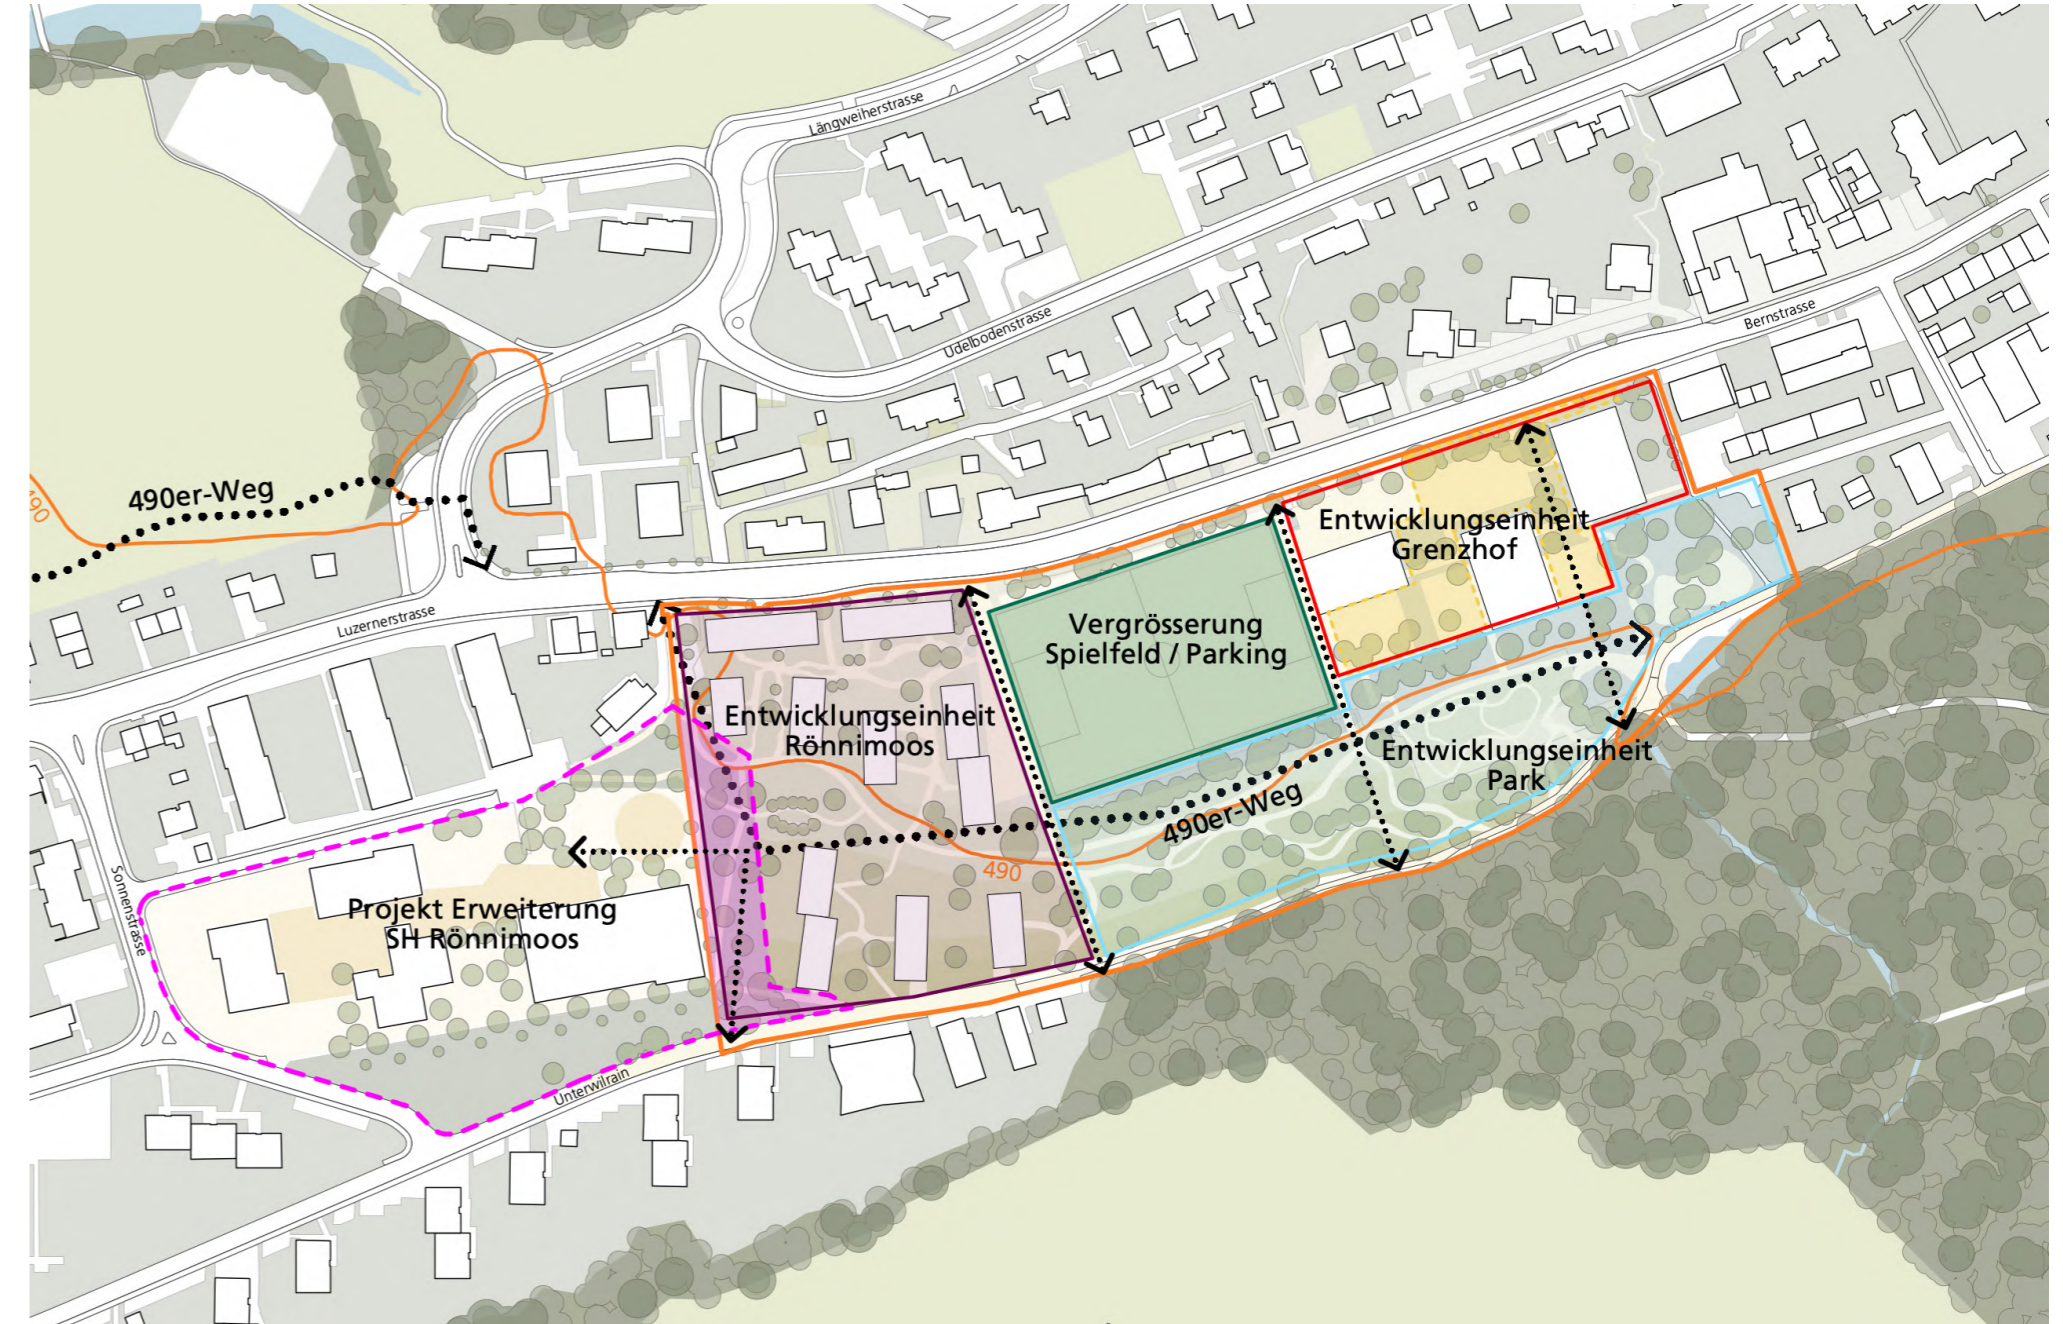 Längweiherstrasse
Udelbodenstrasse
Bernstrasse
490er-Weg
490
Luzernerstrasse
Entwicklungseinheit
Grenzhof
Vergrösserung
Spielfeld / Parking
Entwicklungseinheit
Rönnimoos
Entwicklungseinheit
Park
490er-Weg
490
Sonnenstrasse
Projekt Erweiterung
SH Rönnimoos
Unterwilrain